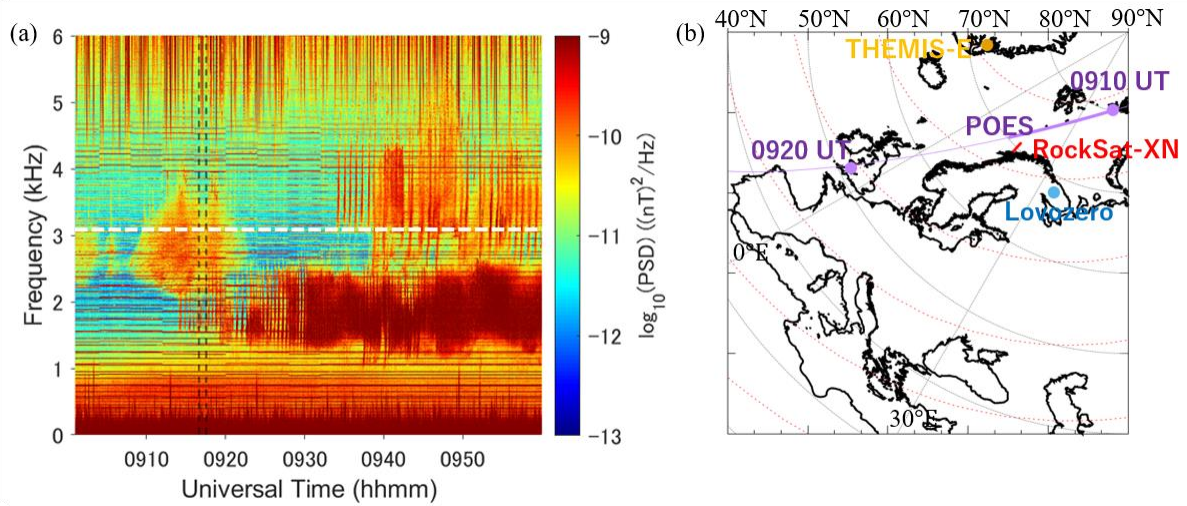 (a)
6
5
4
3
2
1
0
Frequency (kHz)
0910 0920 0930 0940 0950
Universal Time (hhmm)
−9
−10
−11
−12
−13
log10(PSD) ((nT)2/Hz)
(b)
40°N 50°N 60°N 70°N 80°N 90°N
THEMIS-E
0910 UT
POES
0920 UT
RockSat-XN
Lovozero
0°E
30°E